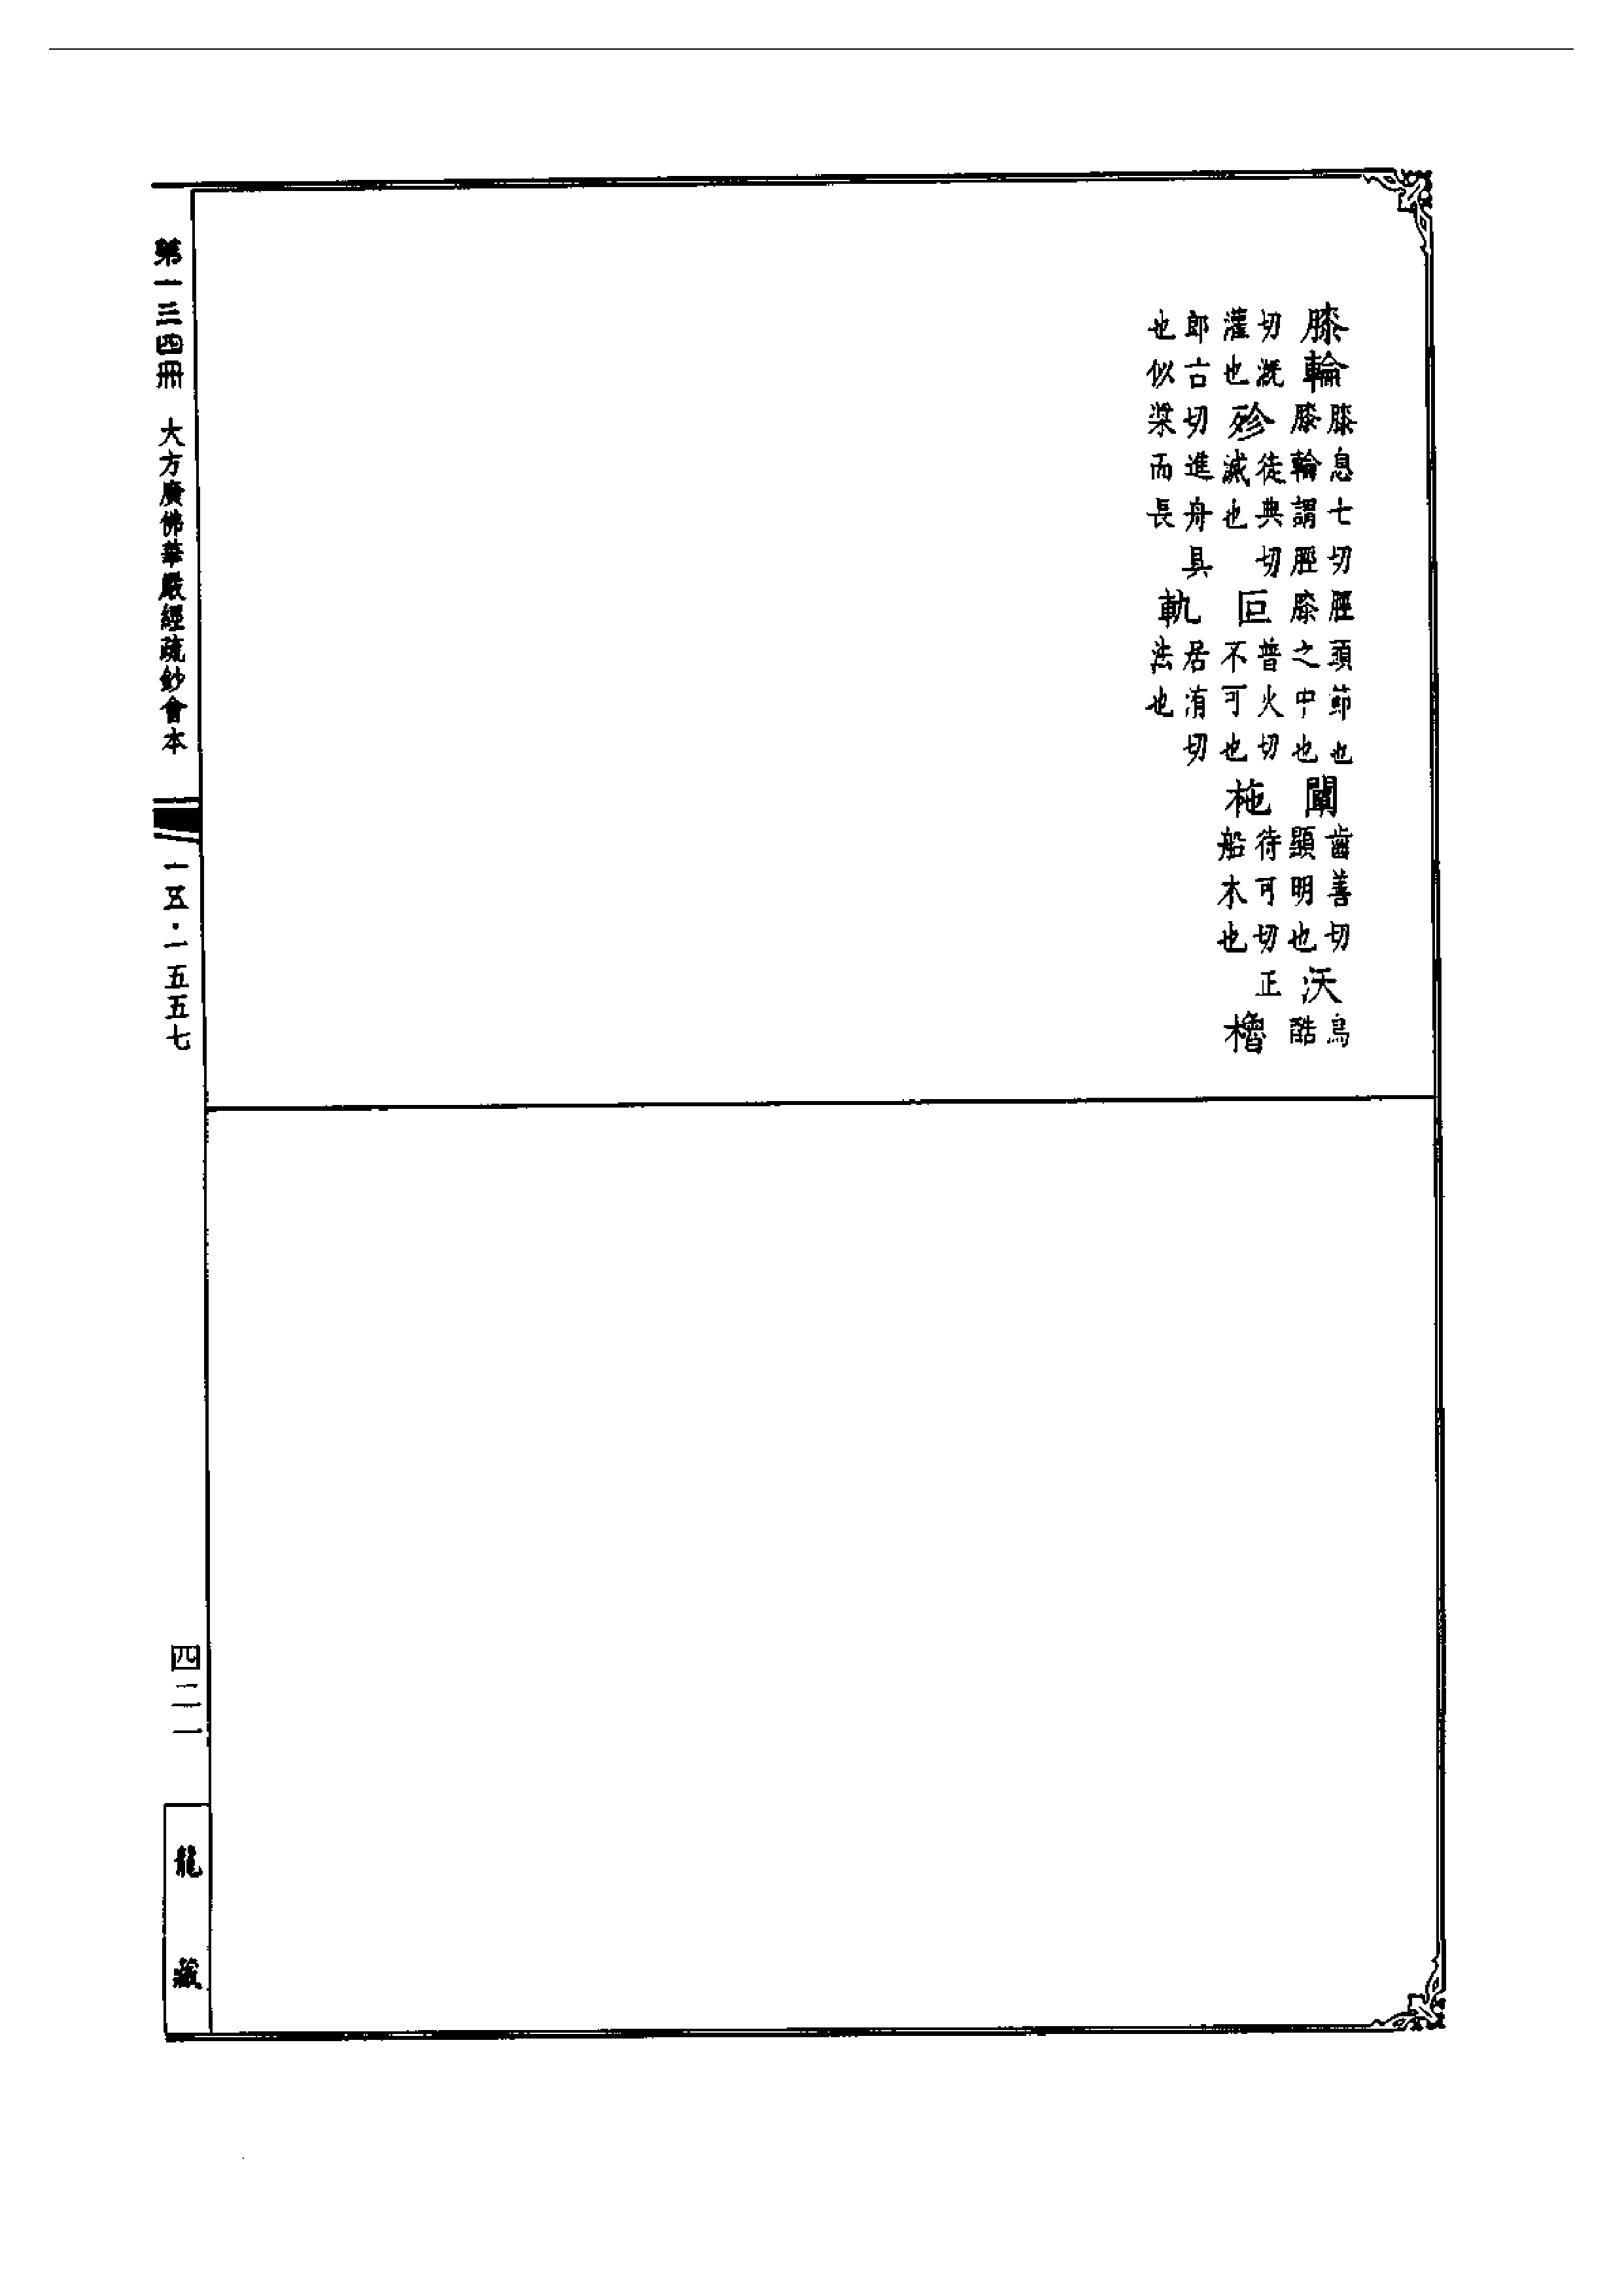 膝輪膝息七切脛頭節也膝輪謂脛膝之中也闡齒善切顯明也沃烏酷
切溉灌也殄徒典切滅也叵普火切不可也柂待可切正船木也櫓
郎古切進舟具也似槳而長軌居洧切法也
第一三四冊 大方廣佛華嚴經疏鈔會本 一五·一五五七
四二一
龍藏